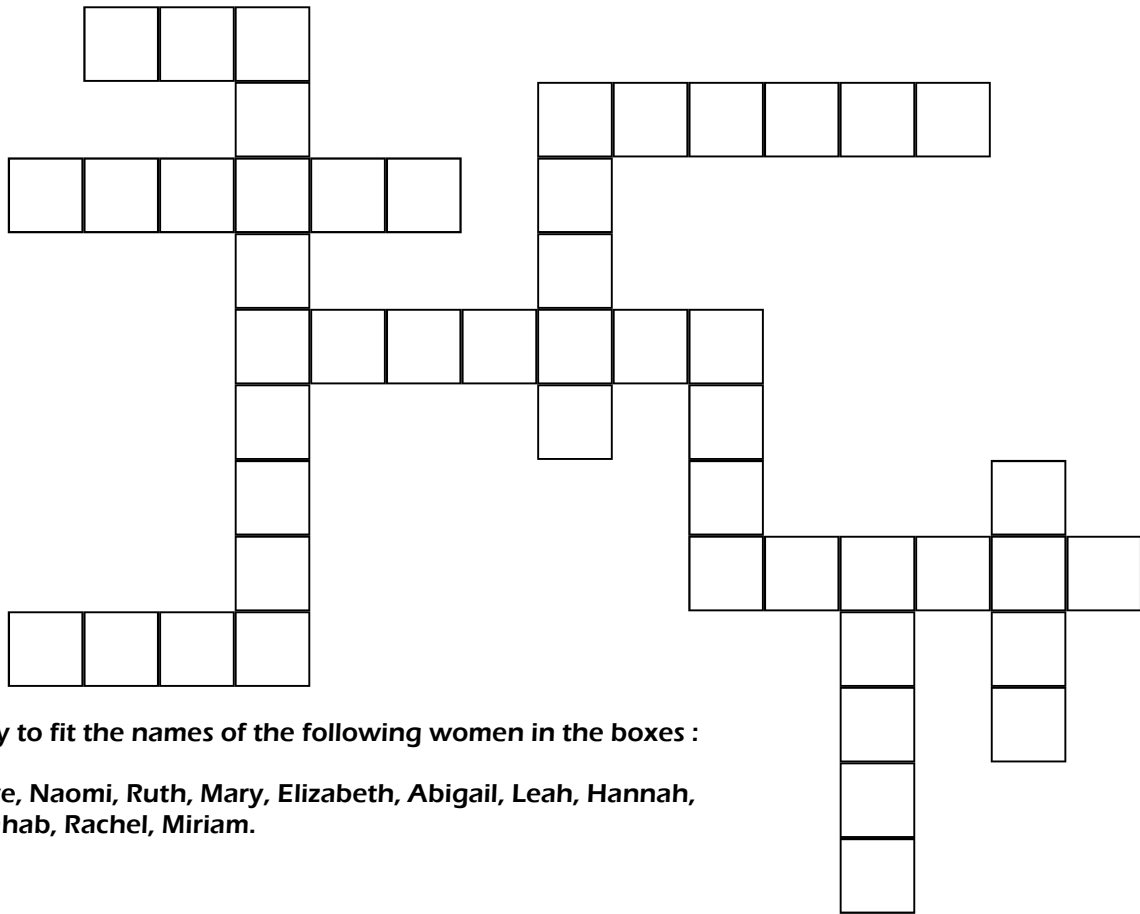 y to fit the names of the following women in the boxes :
e, Naomi, Ruth, Mary, Elizabeth, Abigail, Leah, Hannah,
hab, Rachel, Miriam.